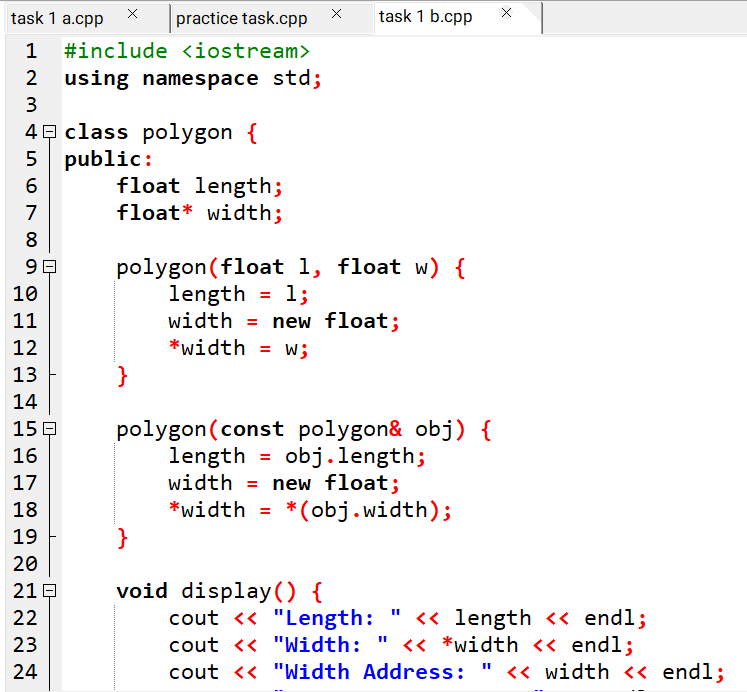 task 1 a.cpp × practice task.cpp × task 1 b.cpp ×
1 #include <iostream>
2 using namespace std;
3
4 class polygon {
5 public:
6 float length;
7 float* width;
8
9 polygon(float l, float w) {
10 length = l;
11 width = new float;
12 *width = w;
13 }
14
15 polygon(const polygon& obj) {
16 length = obj.length;
17 width = new float;
18 *width = *(obj.width);
19 }
20
21 void display() {
22 cout << "Length: " << length << endl;
23 cout << "Width: " << *width << endl;
24 cout << "Width Address: " << width << endl;